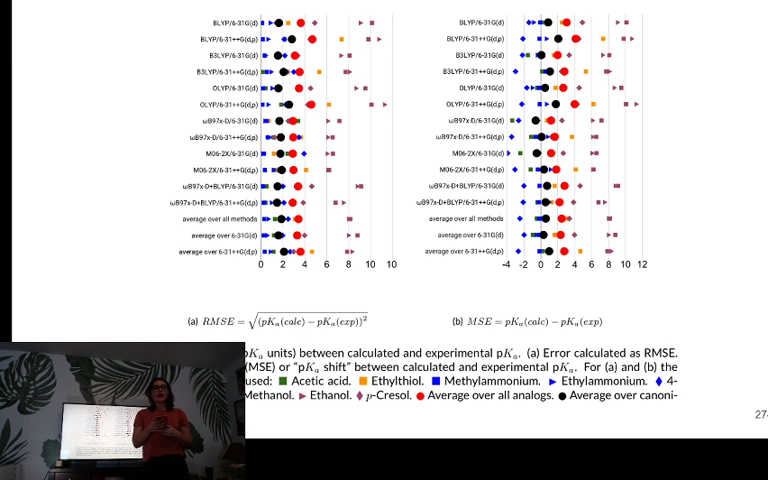 BLYP/6-31G(d)
BLYP/6-31++G(d,p)
B3LYP/6-31G(d)
B3LYP/6-31++G(d,p)
OLYP/6-31G(d)
OLYP/6-31++G(d,p)
ωB97x-D/6-31G(d)
ωB97x-D/6-31++G(d,p)
M06-2X/6-31G(d)
M06-2X/6-31++G(d,p)
ωB97x-D+BLYP/6-31G(d)
ωB97x-D+BLYP/6-31++G(d,p)
average over all methods
average over 6-31G(d)
average over 6-31++G(d,p)
0 2 4 6 8 10 10
BLYP/6-31G(d)
BLYP/6-31++G(d,p)
B3LYP/6-31G(d)
B3LYP/6-31++G(d,p)
OLYP/6-31G(d)
OLYP/6-31++G(d,p)
ωB97x-D/6-31G(d)
ωB97x-D/6-31++G(d,p)
M06-2X/6-31G(d)
M06-2X/6-31++G(d,p)
ωB97x-D+BLYP/6-31G(d)
ωB97x-D+BLYP/6-31++G(d,p)
average over all methods
average over 6-31G(d)
average over 6-31++G(d,p)
-4 -2 0 2 4 6 8 10 12
(a) RMSE = √(pKa(calc) − pKa(exp))²
(b) MSE = pKa(calc) − pKa(exp)
pKa units) between calculated and experimental pKa. (a) Error calculated as RMSE.
(MSE) or “pKa shift” between calculated and experimental pKa. For (a) and (b) the
used: ■ Acetic acid. ■ Ethylthiol. ■ Methylammonium. ► Ethylammonium. ♦ 4-
Methanol. ► Ethanol. ♦ p-Cresol. ● Average over all analogs. ● Average over canoni-